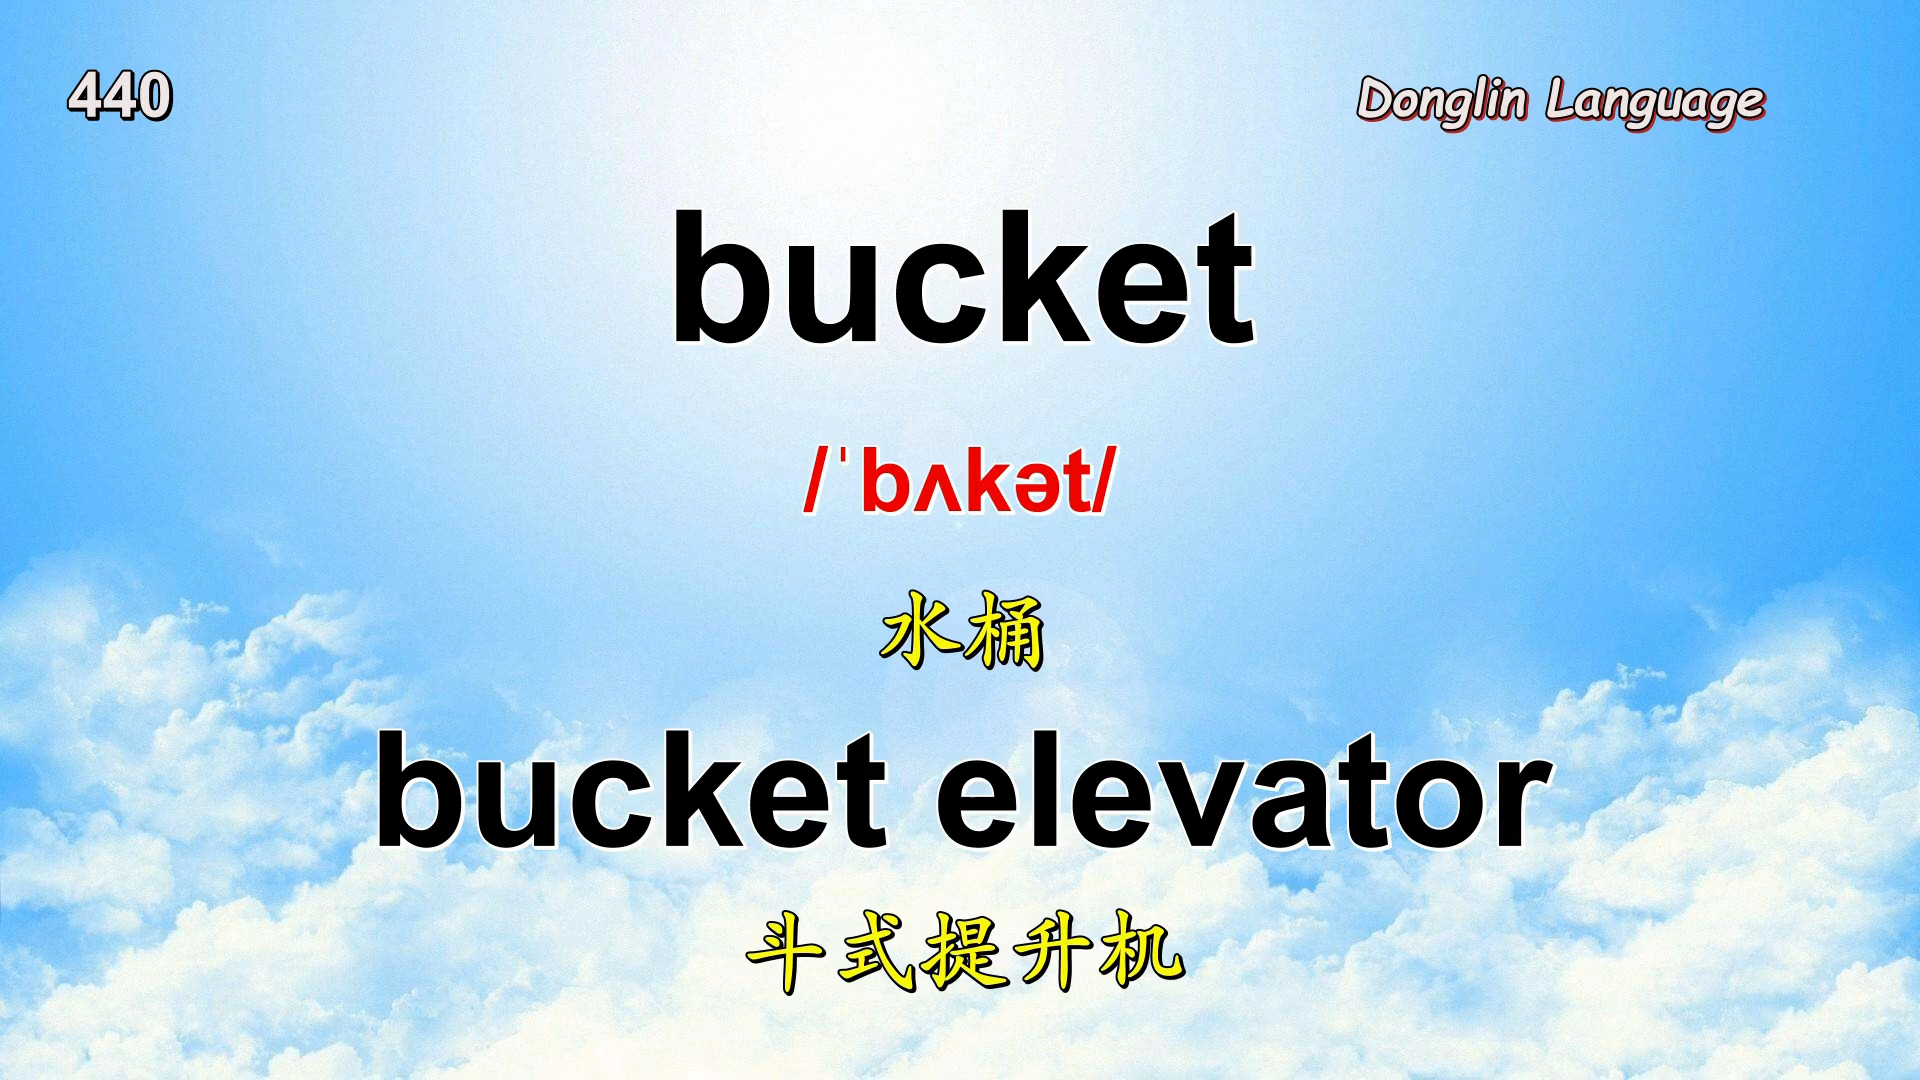 440
Donglin Language
bucket
/ˈbʌkət/
水桶
bucket elevator
斗式提升机